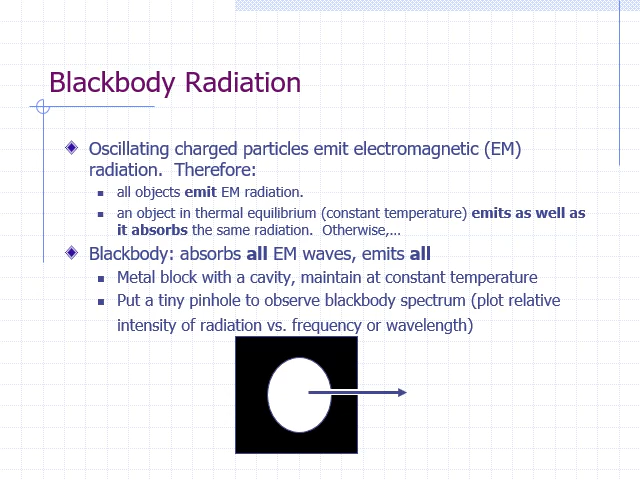 Blackbody Radiation
Oscillating charged particles emit electromagnetic (EM)
radiation.  Therefore:
all objects emit EM radiation.
an object in thermal equilibrium (constant temperature) emits as well as
it absorbs the same radiation.  Otherwise,...
Blackbody: absorbs all EM waves, emits all
Metal block with a cavity, maintain at constant temperature
Put a tiny pinhole to observe blackbody spectrum (plot relative
intensity of radiation vs. frequency or wavelength)